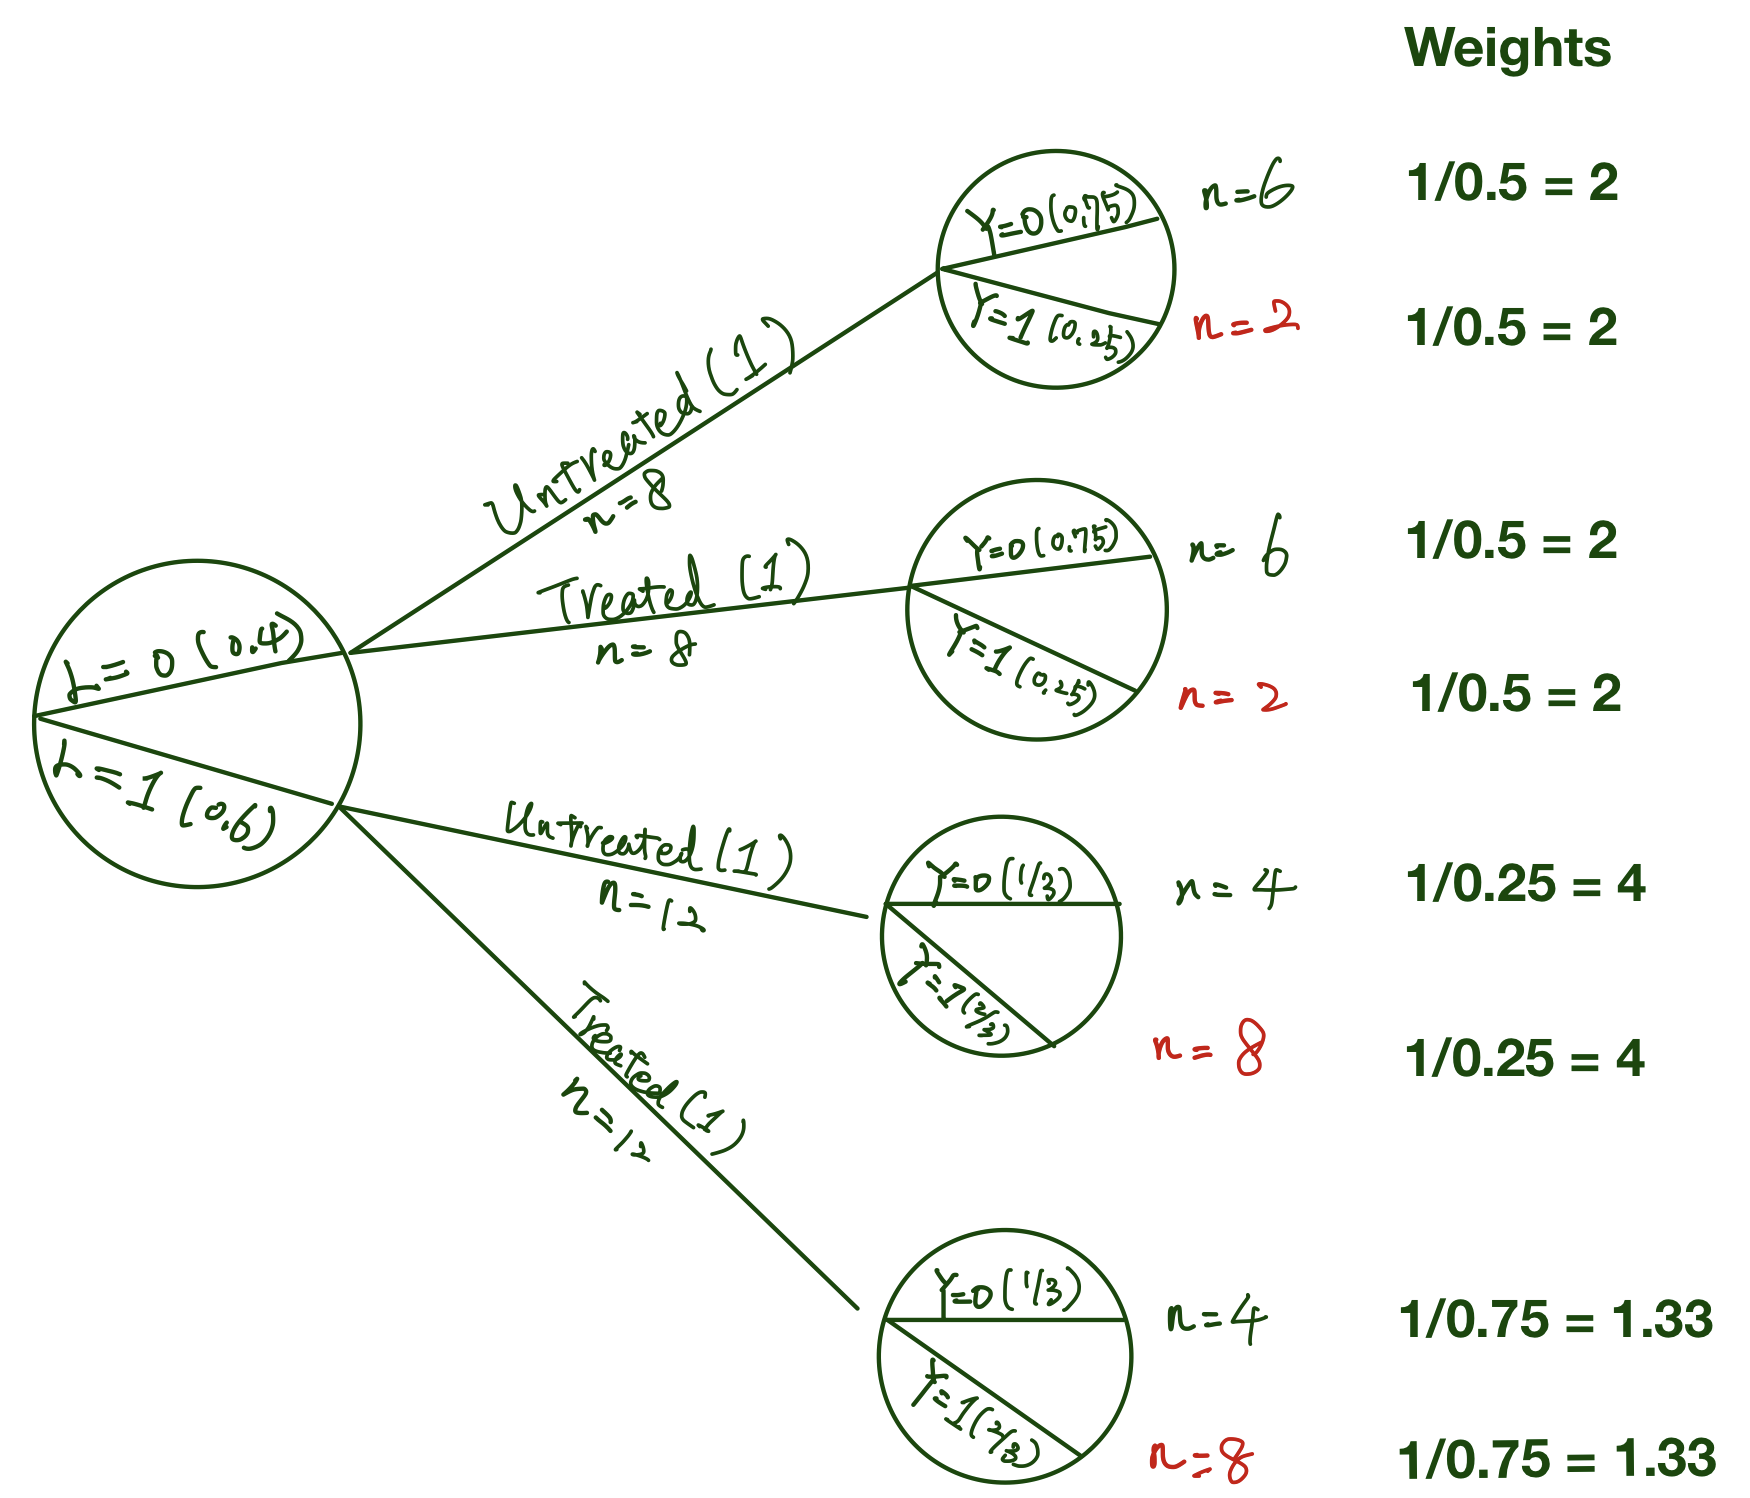 Weights
L=0 (0.4)
L=1 (0.6)
Untreated (1)
n=8
Y=0 (0.75)
n=6
1/0.5 = 2
Y=1 (0.25)
n=2
1/0.5 = 2
Treated (1)
n=8
Y=0 (0.75)
n=6
1/0.5 = 2
Y=1 (0.25)
n=2
1/0.5 = 2
Untreated (1)
n=12
Y=0 (1/3)
n=4
1/0.25 = 4
Y=1 (2/3)
n=8
1/0.25 = 4
Treated (1)
n=12
Y=0 (1/3)
n=4
1/0.75 = 1.33
Y=1 (2/3)
n=8
1/0.75 = 1.33